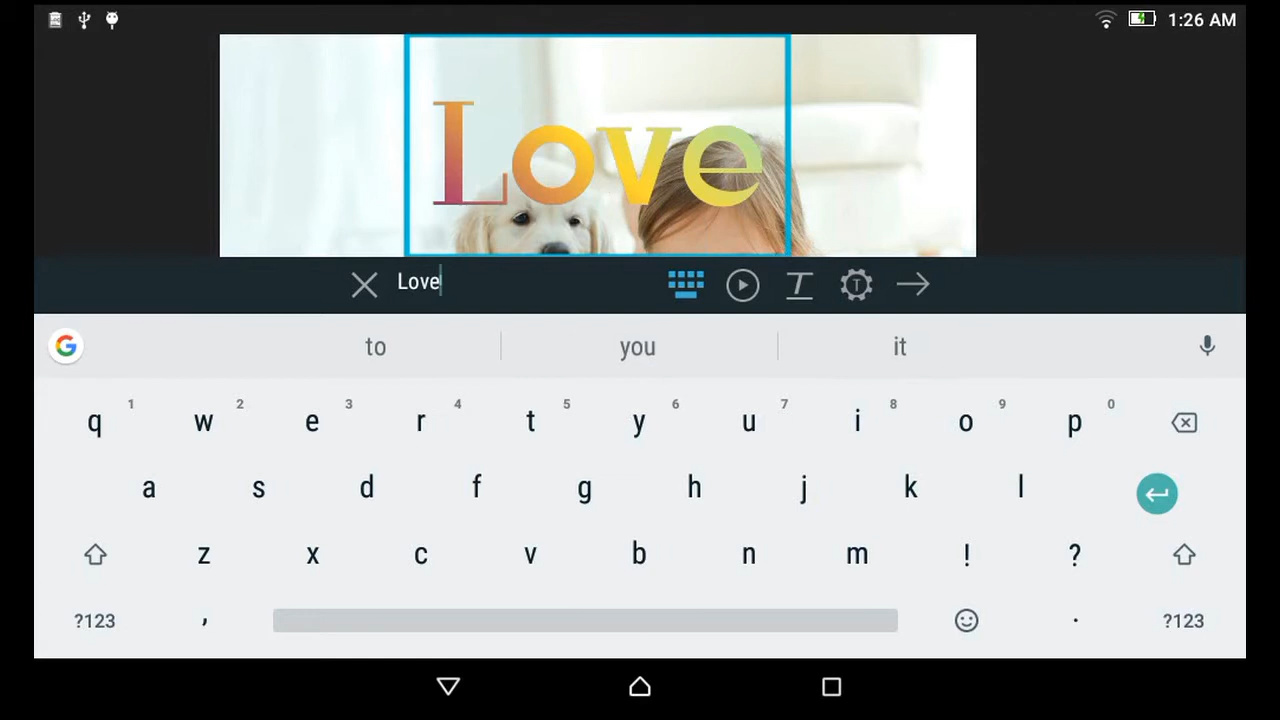 1:26 AM
Love
Love
T T
G to you it
q 1 w 2 e 3 r 4 t 5 y 6 u 7 i 8 o 9 p 0
a s d f g h j k l
z x c v b n m ! ?
?123 , . ?123